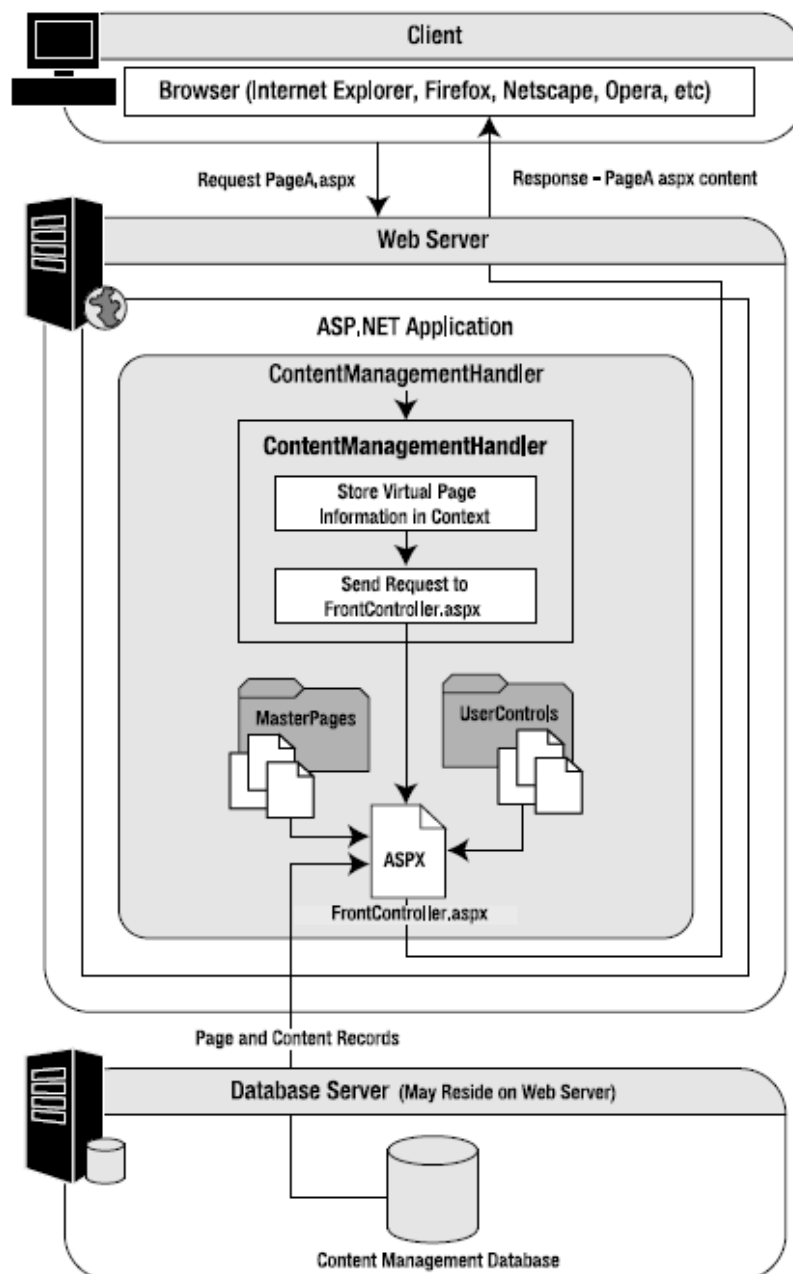 Client
Browser (Internet Explorer, Firefox, Netscape, Opera, etc)
Request PageA.aspx
Response – PageA aspx content
Web Server
ASP.NET Application
ContentManagementHandler
ContentManagementHandler
Store Virtual Page
Information in Context
Send Request to
FrontController.aspx
MasterPages
UserControls
ASPX
FrontController.aspx
Page and Content Records
Database Server (May Reside on Web Server)
Content Management Database